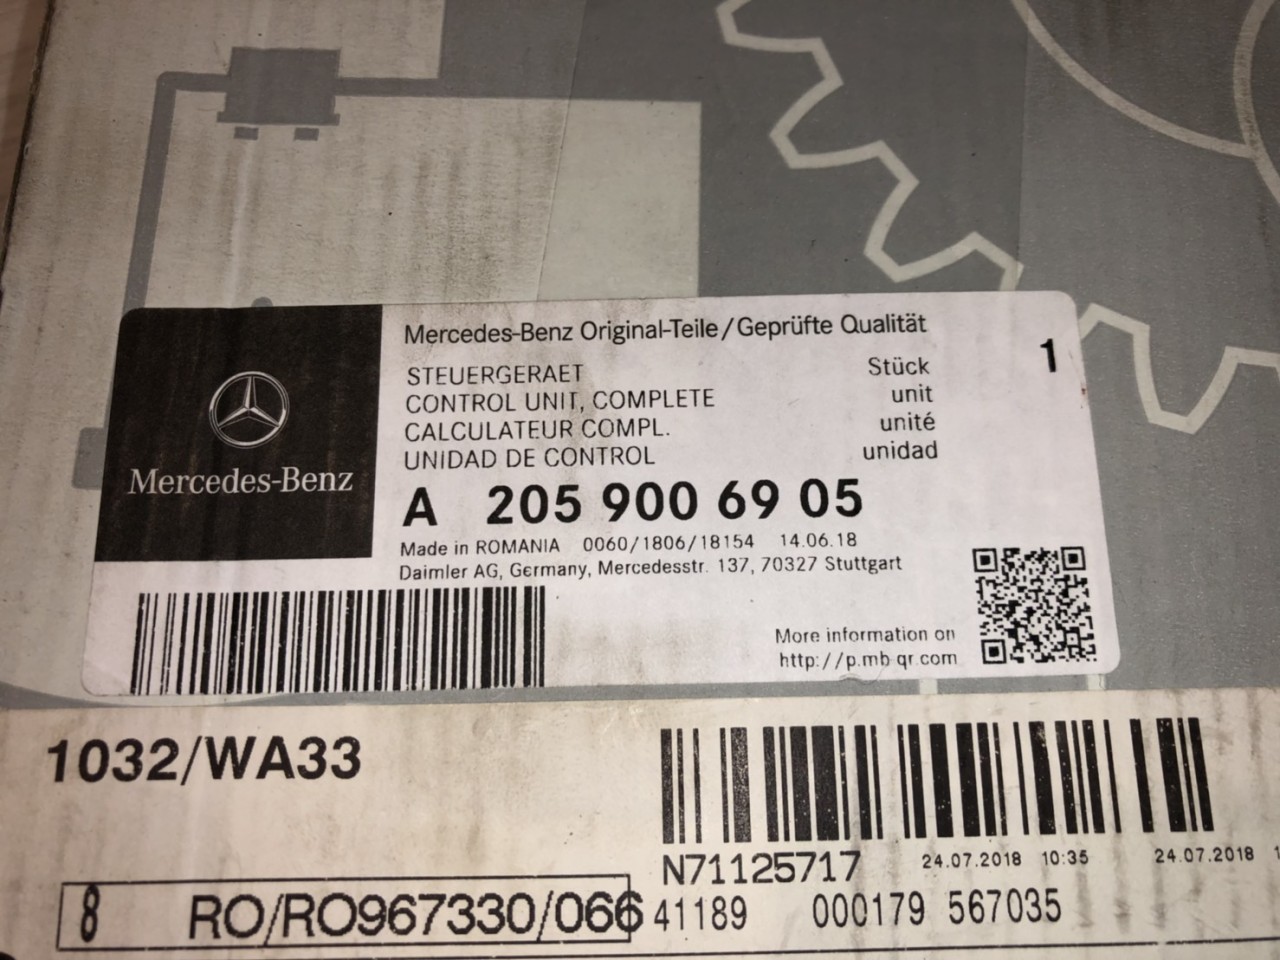 Mercedes-Benz Original-Teile/Geprüfte Qualität
1
STEUERGERAET Stück
CONTROL UNIT, COMPLETE unit
CALCULATEUR COMPL. unité
UNIDAD DE CONTROL unidad
Mercedes-Benz
A 205 900 69 05
Made in ROMANIA 0060/1806/18154 14.06.18
Daimler AG, Germany, Mercedesstr. 137, 70327 Stuttgart
More information on
http://p.mb qr.com
1032/WA33
N71125717 24.07.2018 10:35 24.07.2018
8 RO/RO967330/066 41189 000179 567035